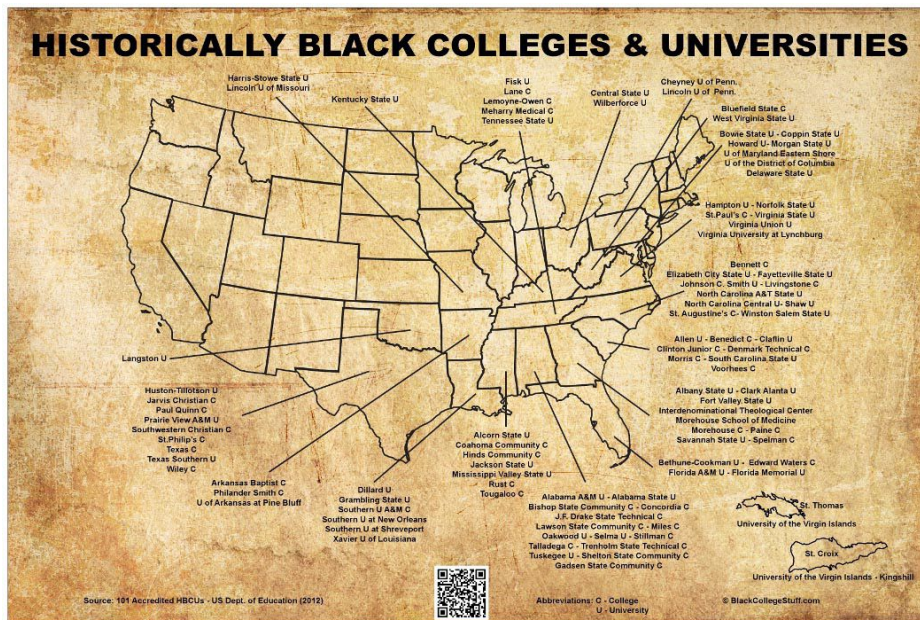 HISTORICALLY BLACK COLLEGES & UNIVERSITIES
Harris-Stowe State U
Lincoln U of Missouri
Kentucky State U
Fisk U
Lane C
Lemoyne-Owen C
Meharry Medical C
Tennessee State U
Central State U
Wilberforce U
Cheyney U of Penn.
Lincoln U of Penn.
Bluefield State C
West Virginia State U
Bowie State U - Coppin State U
Howard U- Morgan State U
U of Maryland Eastern Shore
U of the District of Columbia
Delaware State U
Hampton U - Norfolk State U
St.Paul's C - Virginia State U
Virginia Union U
Virginia University at Lynchburg
Bennett C
Elizabeth City State U - Fayetteville State U
Johnson C. Smith U - Livingstone C
North Carolina A&T State U
North Carolina Central U- Shaw U
St. Augustine's C- Winston Salem State U
Allen U - Benedict C - Claflin U
Clinton Junior C - Denmark Technical C
Morris C - South Carolina State U
Voorhees C
Albany State U - Clark Alanta U
Fort Valley State U
Interdenominational Theological Center
Morehouse School of Medicine
Morehouse C - Paine C
Savannah State U - Spelman C
Bethune-Cookman U - Edward Waters C
Florida A&M U - Florida Memorial U
Langston U
Huston-Tillotson U
Jarvis Christian C
Paul Quinn C
Prairie View A&M U
Southwestern Christian C
St.Philip's C
Texas C
Texas Southern U
Wiley C
Arkansas Baptist C
Philander Smith C
U of Arkansas at Pine Bluff
Dillard U
Grambling State U
Southern U A&M C
Southern U at New Orleans
Southern U at Shreveport
Xavier U of Louisiana
Alcorn State U
Coahoma Community C
Hinds Community C
Jackson State U
Mississippi Valley State U
Rust C
Tougaloo C
Alabama A&M U - Alabama State U
Bishop State Community C - Concordia C
J.F. Drake State Technical C
Lawson State Community C - Miles C
Oakwood U - Selma U - Stillman C
Talladega C - Trenholm State Technical C
Tuskegee U - Shelton State Community C
Gadsen State Community C
St. Thomas
University of the Virgin Islands
St. Croix
University of the Virgin Islands - Kingshill
Source: 101 Accredited HBCUs - US Dept. of Education (2012)
Abbreviations: C - College
U - University
© BlackCollegeStuff.com